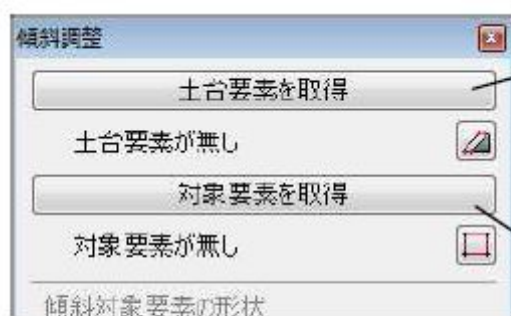 傾斜調整
土台要素を取得
土台要素が無し
対象要素を取得
対象要素が無し
傾斜対象要素の形状